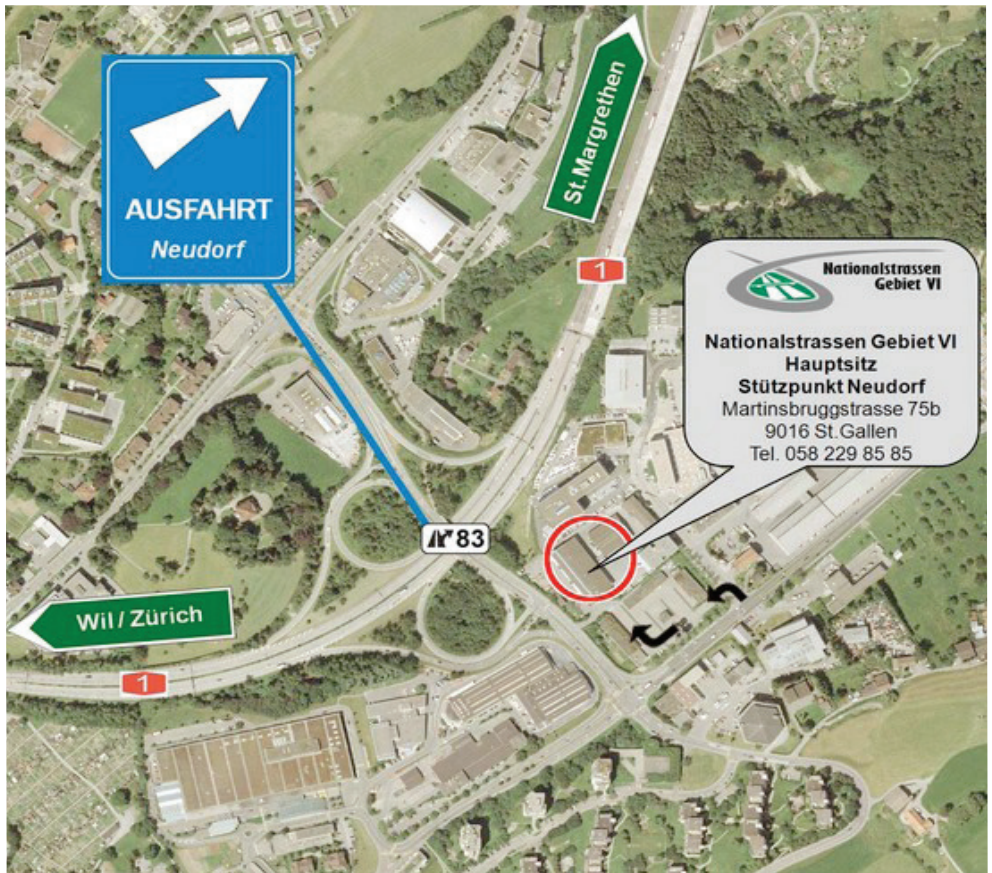 AUSFAHRT
Neudorf
St.Margrethen
1
Nationalstrassen
Gebiet VI
Nationalstrassen Gebiet VI
Hauptsitz
Stützpunkt Neudorf
Martinsbruggstrasse 75b
9016 St.Gallen
Tel. 058 229 85 85
83
Wil / Zürich
1